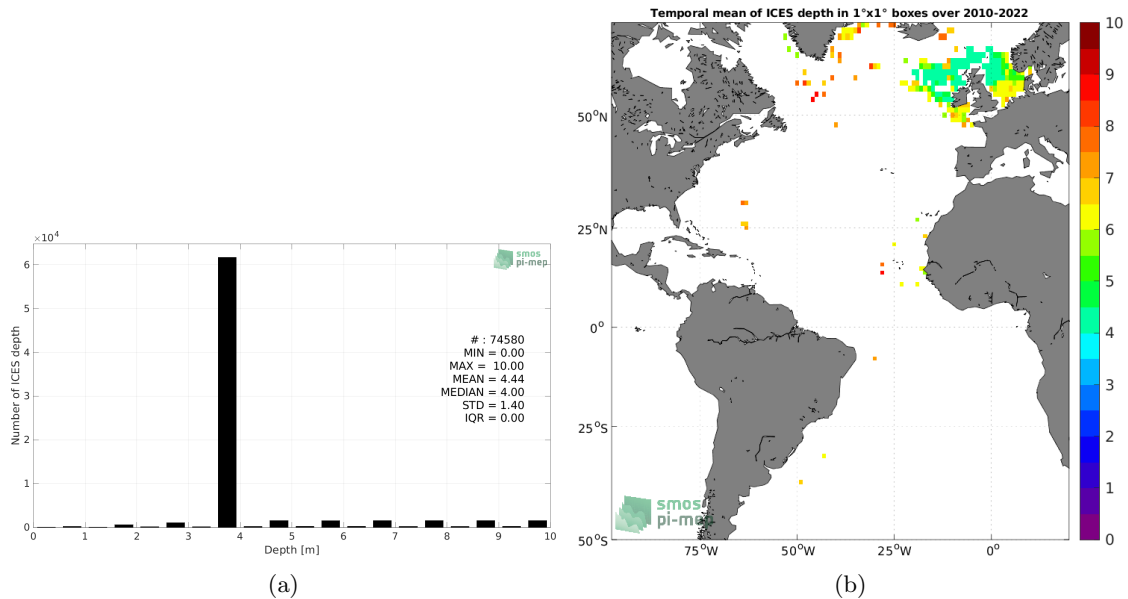 ×10⁴
6
5
4
3
2
1
0
Number of ICES depth
smos
pi-mep
# : 74580
MIN = 0.00
MAX = 10.00
MEAN = 4.44
MEDIAN = 4.00
STD = 1.40
IQR = 0.00
0 1 2 3 4 5 6 7 8 9 10
Depth [m]
(a)
Temporal mean of ICES depth in 1°x1° boxes over 2010-2022
50°N
25°N
0°
25°S
50°S
smos
pi-mep
75°W 50°W 25°W 0°
10
9
8
7
6
5
4
3
2
1
0
(b)